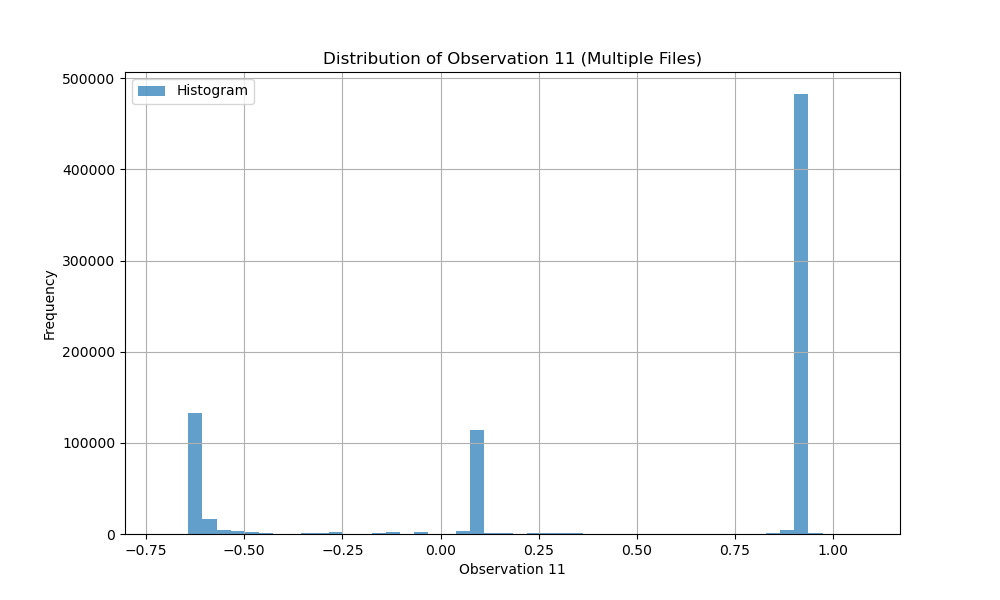 Distribution of Observation 11 (Multiple Files)
500000
Histogram
400000
300000
Frequency
200000
100000
0
−0.75 −0.50 −0.25 0.00 0.25 0.50 0.75 1.00
Observation 11